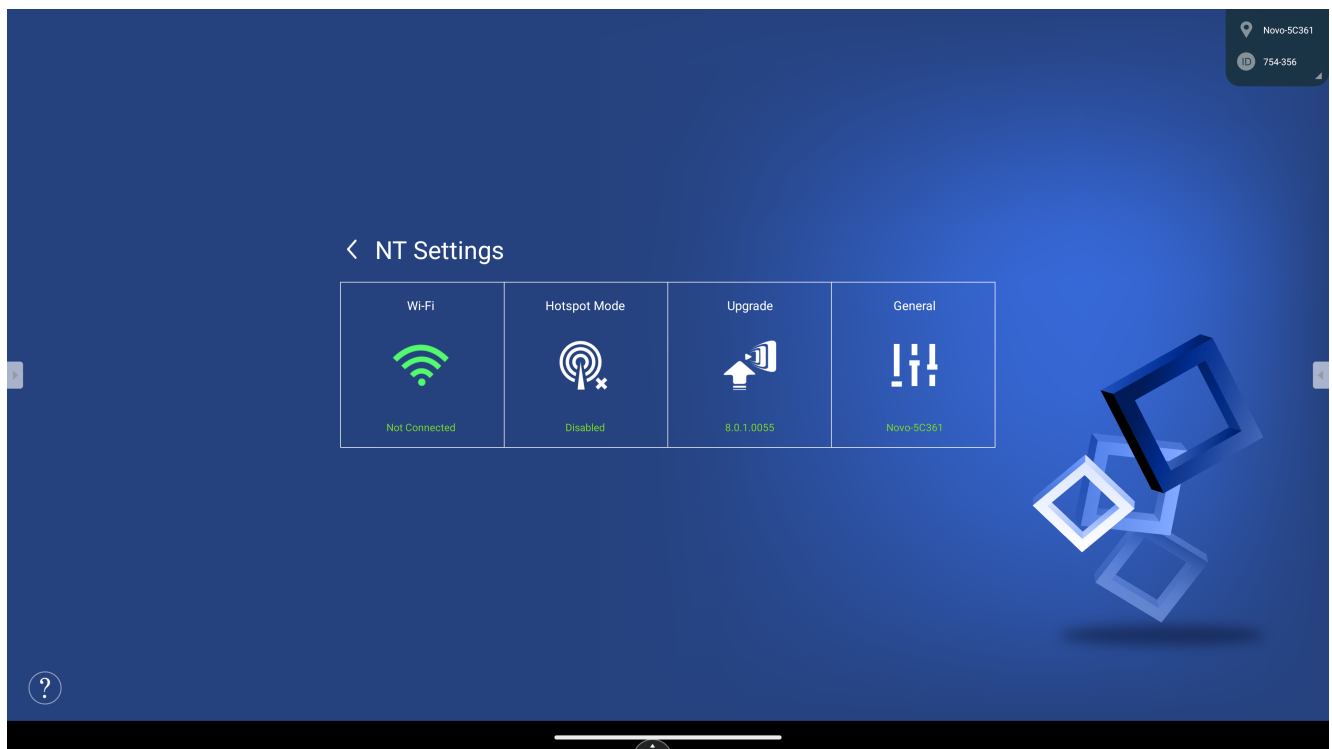 Novo-5C361
ID 754-356
NT Settings
Wi-Fi Hotspot Mode Upgrade General
Not Connected Disabled 8.0.1.0055 Novo-5C361
?